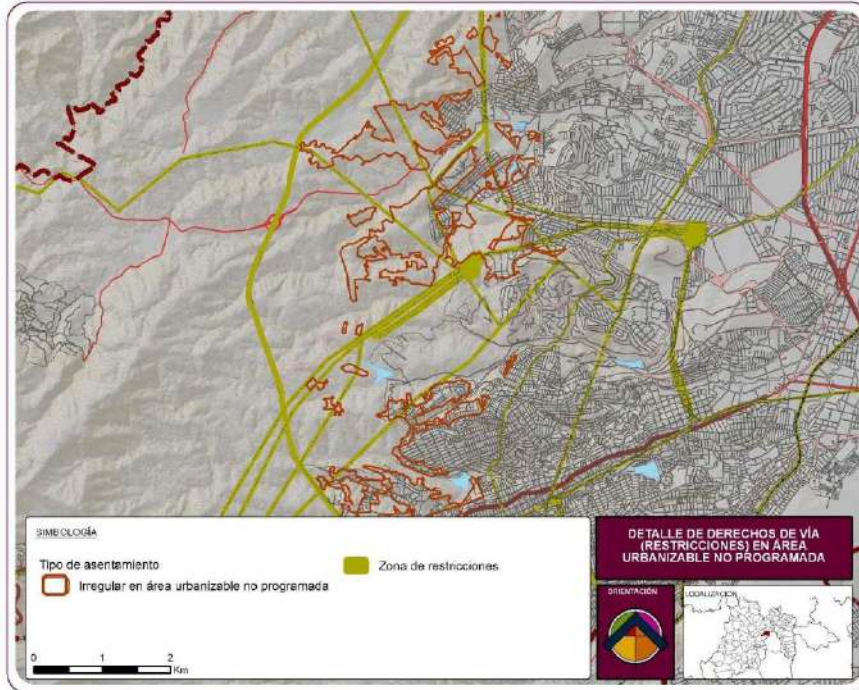 SIMBOLOGÍA
Tipo de asentamiento
Irregular en área urbanizable no programada
Zona de restricciones
0 1 2
Km
DETALLE DE DERECHOS DE VÍA
(RESTRICCIONES) EN ÁREA
URBANIZABLE NO PROGRAMADA
ORIENTACIÓN
LOCALIZACIÓN